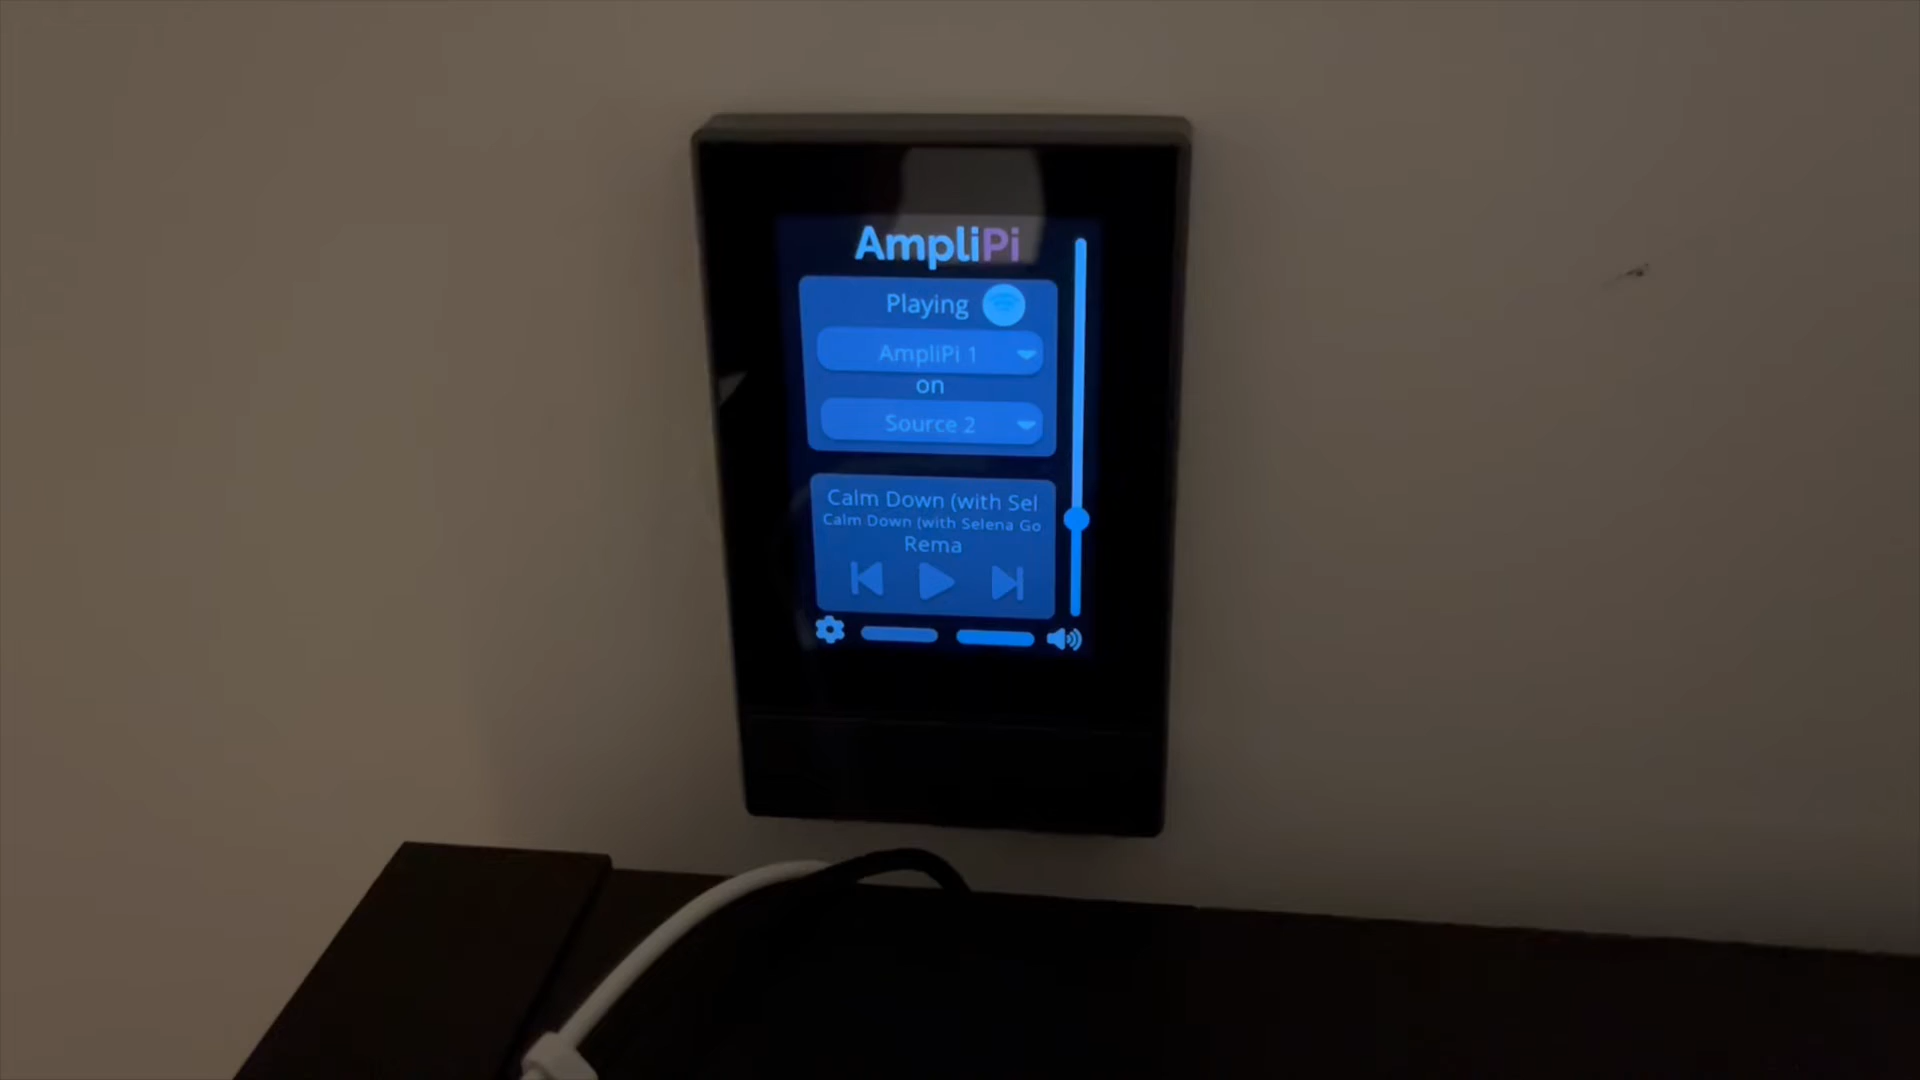 AmpliPi
Playing
AmpliPi 1
on
Source 2
Calm Down (with Sel
Calm Down (with Selena Go
Rema